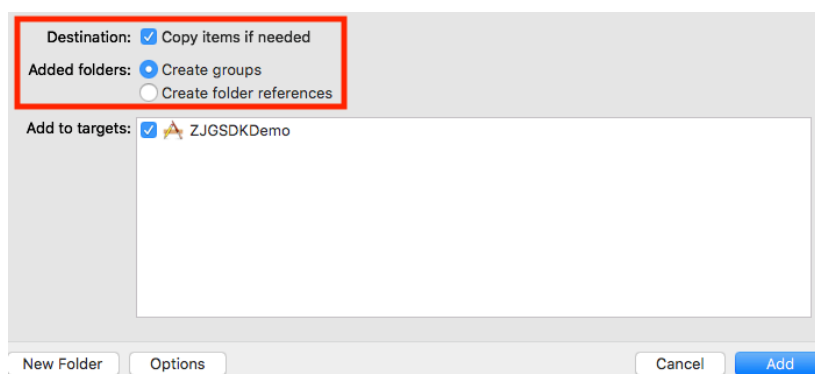 Destination: Copy items if needed
Added folders: Create groups
Create folder references
Add to targets: ZJGSDKDemo
New Folder Options Cancel Add